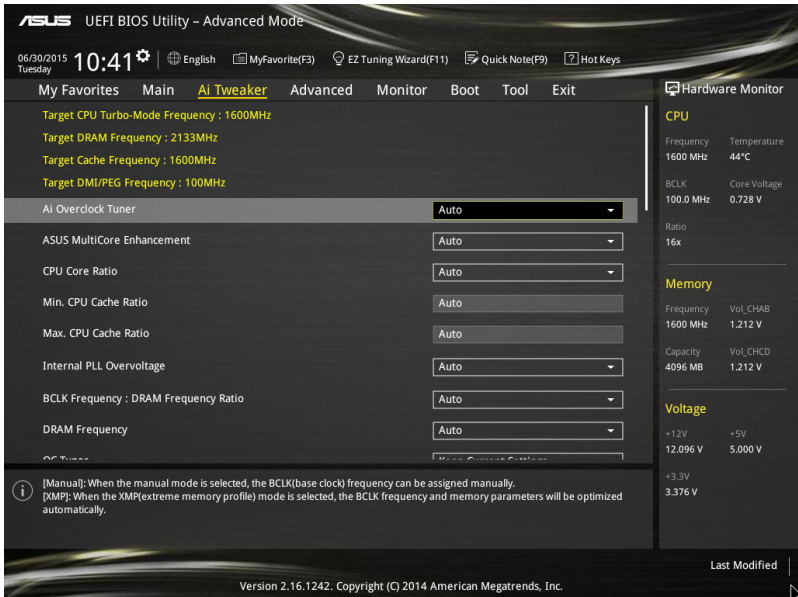 ASUS UEFI BIOS Utility – Advanced Mode
06/30/2015 Tuesday 10:41 English MyFavorite(F3) EZ Tuning Wizard(F11) Quick Note(F9) ? Hot Keys
My Favorites Main Ai Tweaker Advanced Monitor Boot Tool Exit
Target CPU Turbo-Mode Frequency : 1600MHz
Target DRAM Frequency : 2133MHz
Target Cache Frequency : 1600MHz
Target DMI/PEG Frequency : 100MHz
Ai Overclock Tuner Auto
ASUS MultiCore Enhancement Auto
CPU Core Ratio Auto
Min. CPU Cache Ratio Auto
Max. CPU Cache Ratio Auto
Internal PLL Overvoltage Auto
BCLK Frequency : DRAM Frequency Ratio Auto
DRAM Frequency Auto
OC Tuner Keep Current Settings
i [Manual]: When the manual mode is selected, the BCLK(base clock) frequency can be assigned manually.
[XMP]: When the XMP(extreme memory profile) mode is selected, the BCLK frequency and memory parameters will be optimized
automatically.
Hardware Monitor
CPU
Frequency Temperature
1600 MHz 44°C
BCLK Core Voltage
100.0 MHz 0.728 V
Ratio
16x
Memory
Frequency Vol_CHAB
1600 MHz 1.212 V
Capacity Vol_CHCD
4096 MB 1.212 V
Voltage
+12V +5V
12.096 V 5.000 V
+3.3V
3.376 V
Last Modified
Version 2.16.1242. Copyright (C) 2014 American Megatrends, Inc.